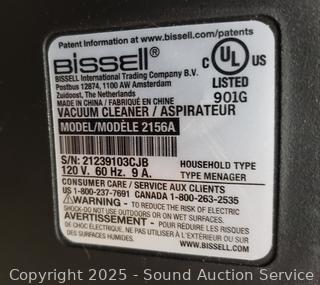 Patent Information at www.bissell.com/patents
BISSELL®
C UL US
LISTED
901G
BISSELL International Trading Company B.V.
Postbus 12874, 1100 AW Amsterdam
Zuidoost, The Netherlands
MADE IN CHINA / FABRIQUÉ EN CHINE
VACUUM CLEANER / ASPIRATEUR
MODEL/MODÈLE 2156A
S/N: 21239103CJB
HOUSEHOLD TYPE
120 V. 60 Hz. 9 A.
TYPE MENAGER
CONSUMER CARE / SERVICE AUX CLIENTS
US 1-800-237-7691 CANADA 1-800-263-2535
⚠WARNING - TO REDUCE THE RISK OF ELECTRIC
SHOCK-DO NOT USE OUTDOORS OR ON WET SURFACES.
AVERTISSEMENT - POUR RÉDUIRE LES RISQUES
DE CHOC ÉLECTRIQUE, NE PAS UTILISER À L'EXTÉRIEUR OU SUR
DES SURFACES MOUILLÉES.
WWW.BISSELL.COM
Copyright 2025 - Sound Auction Service